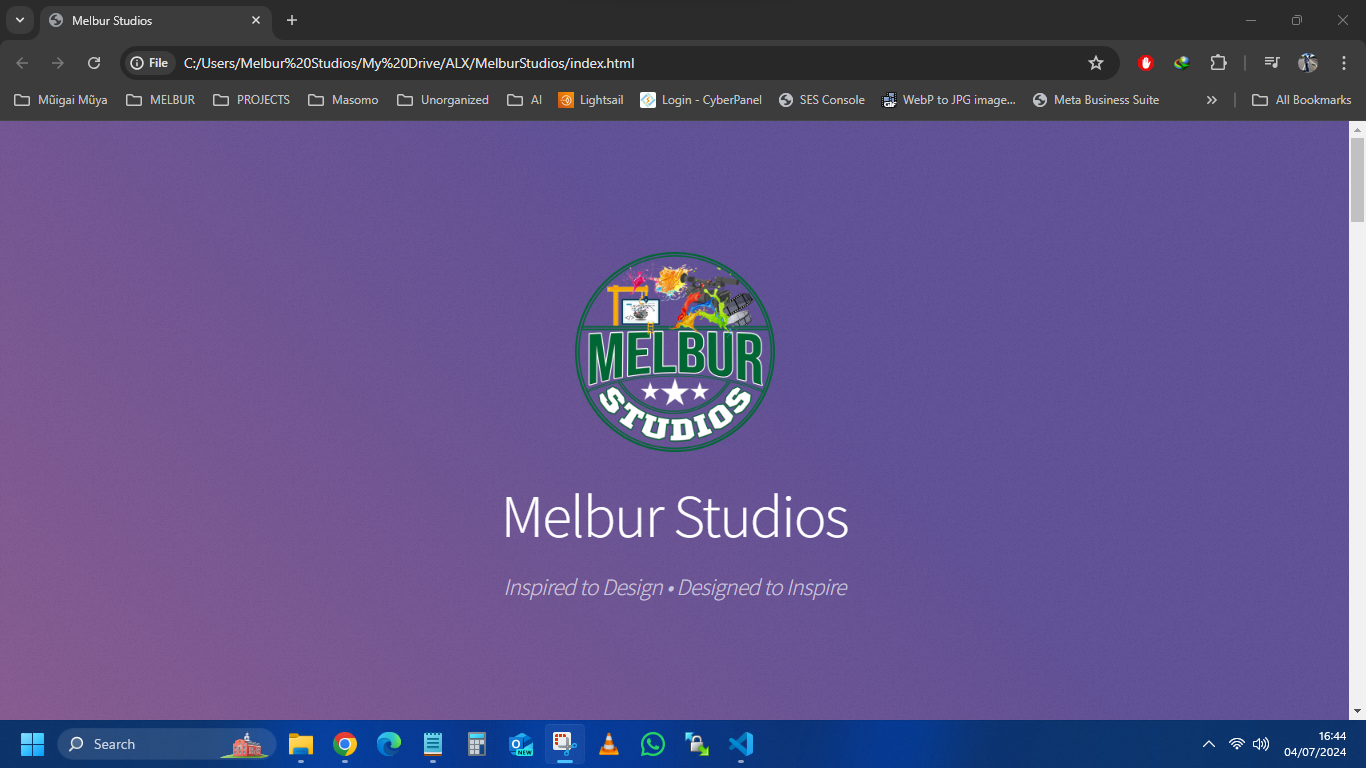 Melbur Studios
File
C:/Users/Melbur%20Studios/My%20Drive/ALX/MelburStudios/index.html
Mũigai Mũya
MELBUR
PROJECTS
Masomo
Unorganized
AI
Lightsail
Login - CyberPanel
SES Console
WebP to JPG image...
Meta Business Suite
All Bookmarks
MELBUR
STUDIOS
Melbur Studios
Inspired to Design • Designed to Inspire
Search
NEW
16:44
04/07/2024